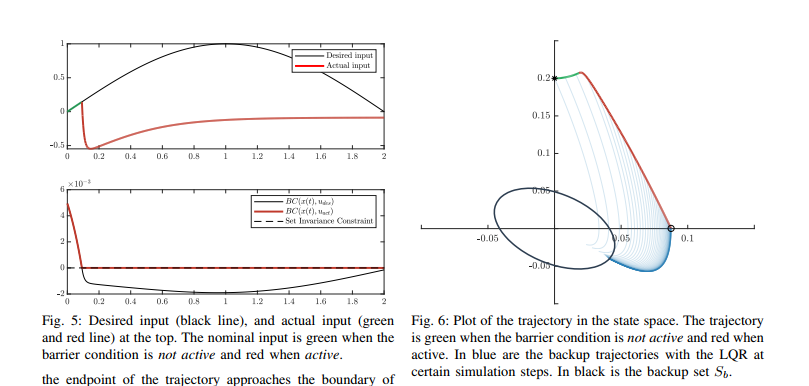 1
0.5
0
-0.5
0 0.2 0.4 0.6 0.8 1 1.2 1.4 1.6 1.8 2
Desired input
Actual input
×10⁻³
6
4
2
0
-2
0 0.2 0.4 0.6 0.8 1 1.2 1.4 1.6 1.8 2
Set Invariance Constraint
Fig. 5: Desired input (black line), and actual input (green
and red line) at the top. The nominal input is green when the
barrier condition is not active and red when active.
the endpoint of the trajectory approaches the boundary of
0.2
0.15
0.1
0.05
-0.05
-0.05 0.05 0.1
Fig. 6: Plot of the trajectory in the state space. The trajectory
is green when the barrier condition is not active and red when
active. In blue are the backup trajectories with the LQR at
certain simulation steps. In black is the backup set S_b.